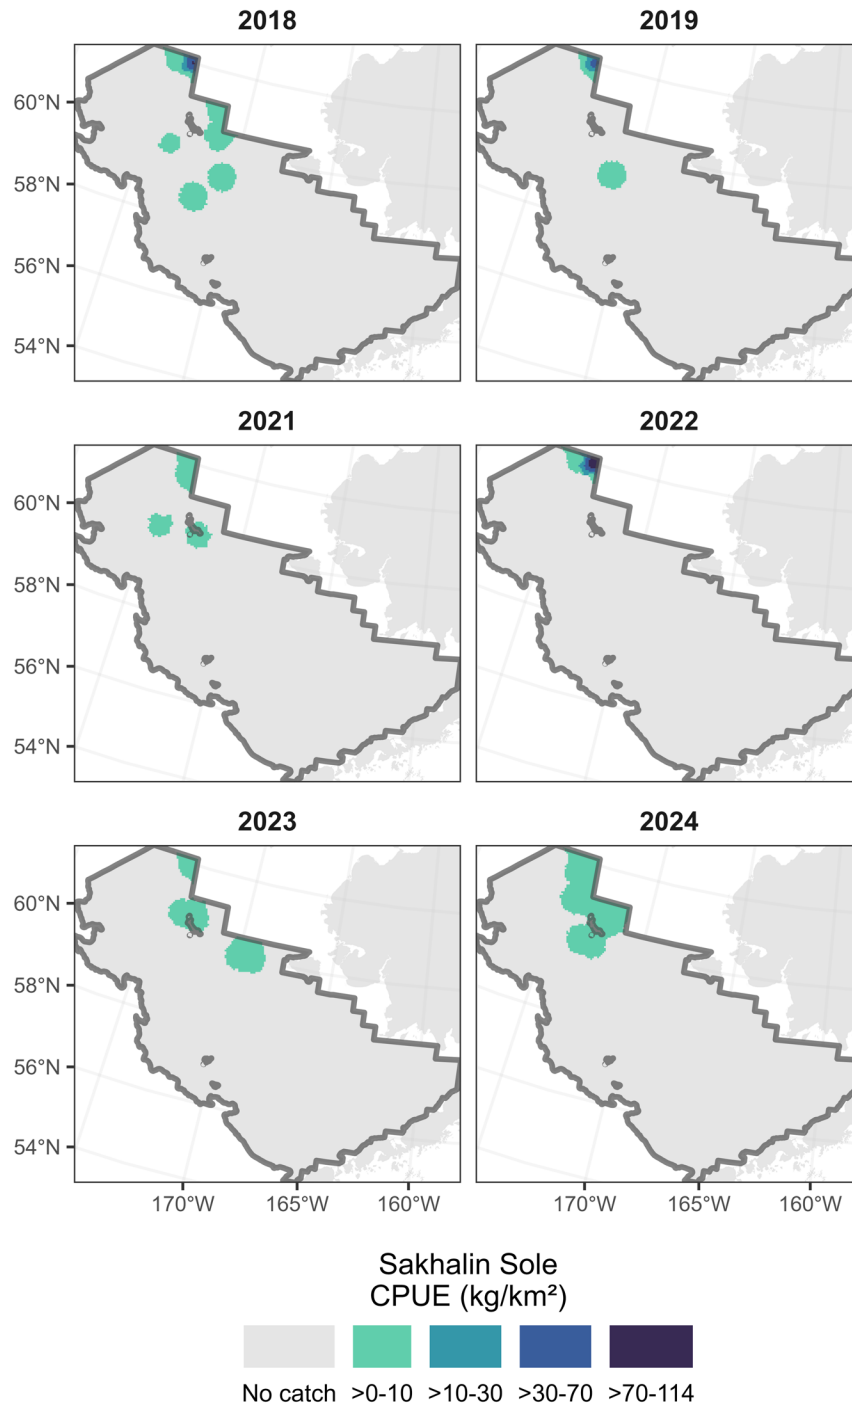 2018 2019
60°N
58°N
56°N
54°N
2021 2022
60°N
58°N
56°N
54°N
2023 2024
60°N
58°N
56°N
54°N
170°W 165°W 160°W 170°W 165°W 160°W
Sakhalin Sole
CPUE (kg/km²)
No catch >0-10 >10-30 >30-70 >70-114